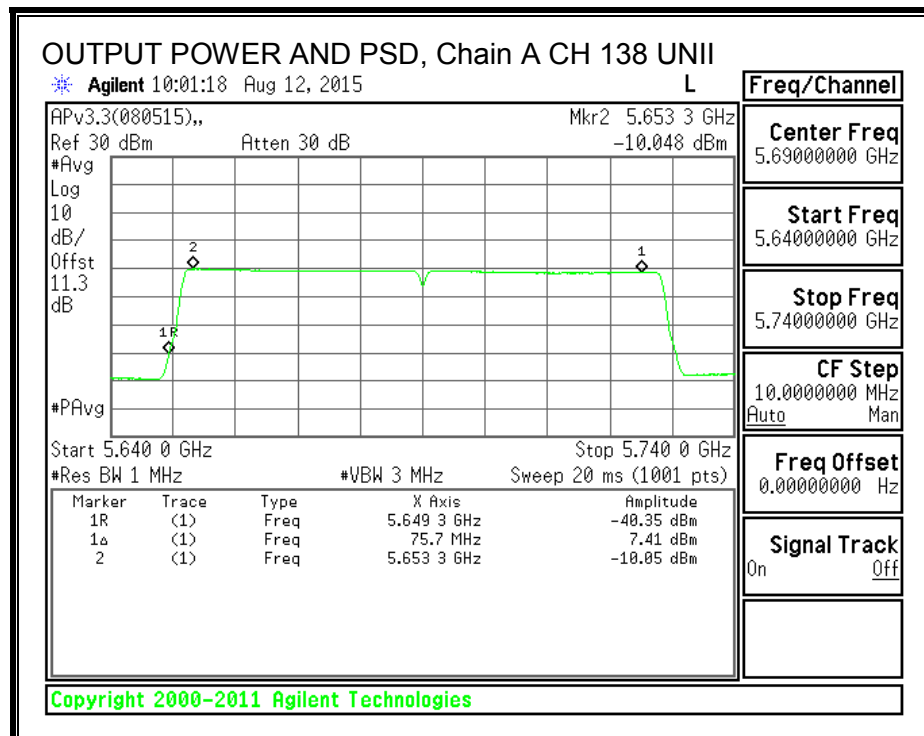 OUTPUT POWER AND PSD, Chain A CH 138 UNII
Agilent 10:01:18 Aug 12, 2015 L
Freq/Channel
APv3.3(080515),, Mkr2 5.653 3 GHz
Ref 30 dBm Atten 30 dB -10.048 dBm
#Avg
Log
10
dB/
Offst
11.3
dB
#PAvg
2
1
1R
Start 5.640 0 GHz Stop 5.740 0 GHz
#Res BW 1 MHz #VBW 3 MHz Sweep 20 ms (1001 pts)
Marker Trace Type X Axis Amplitude
1R (1) Freq 5.649 3 GHz -40.35 dBm
1Δ (1) Freq 75.7 MHz 7.41 dBm
2 (1) Freq 5.653 3 GHz -10.05 dBm
Center Freq
5.69000000 GHz
Start Freq
5.64000000 GHz
Stop Freq
5.74000000 GHz
CF Step
10.0000000 MHz
Auto Man
Freq Offset
0.00000000 Hz
Signal Track
On Off
Copyright 2000-2011 Agilent Technologies